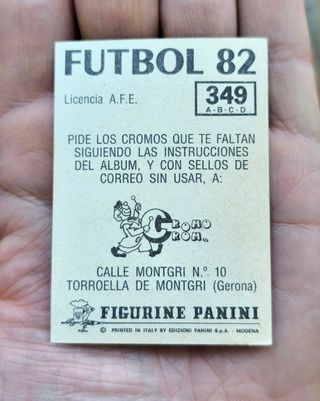 FUTBOL 82
Licencia A.F.E.
349
A-B-C-D
PIDE LOS CROMOS QUE TE FALTAN
SIGUIENDO LAS INSTRUCCIONES
DEL ALBUM, Y CON SELLOS DE
CORREO SIN USAR, A:
CROMO
CROM
CALLE MONTGRI N.º 10
TORROELLA DE MONTGRI (Gerona)
FIGURINE PANINI
© PRINTED IN ITALY BY EDIZIONI PANINI S.p.A. - MODENA